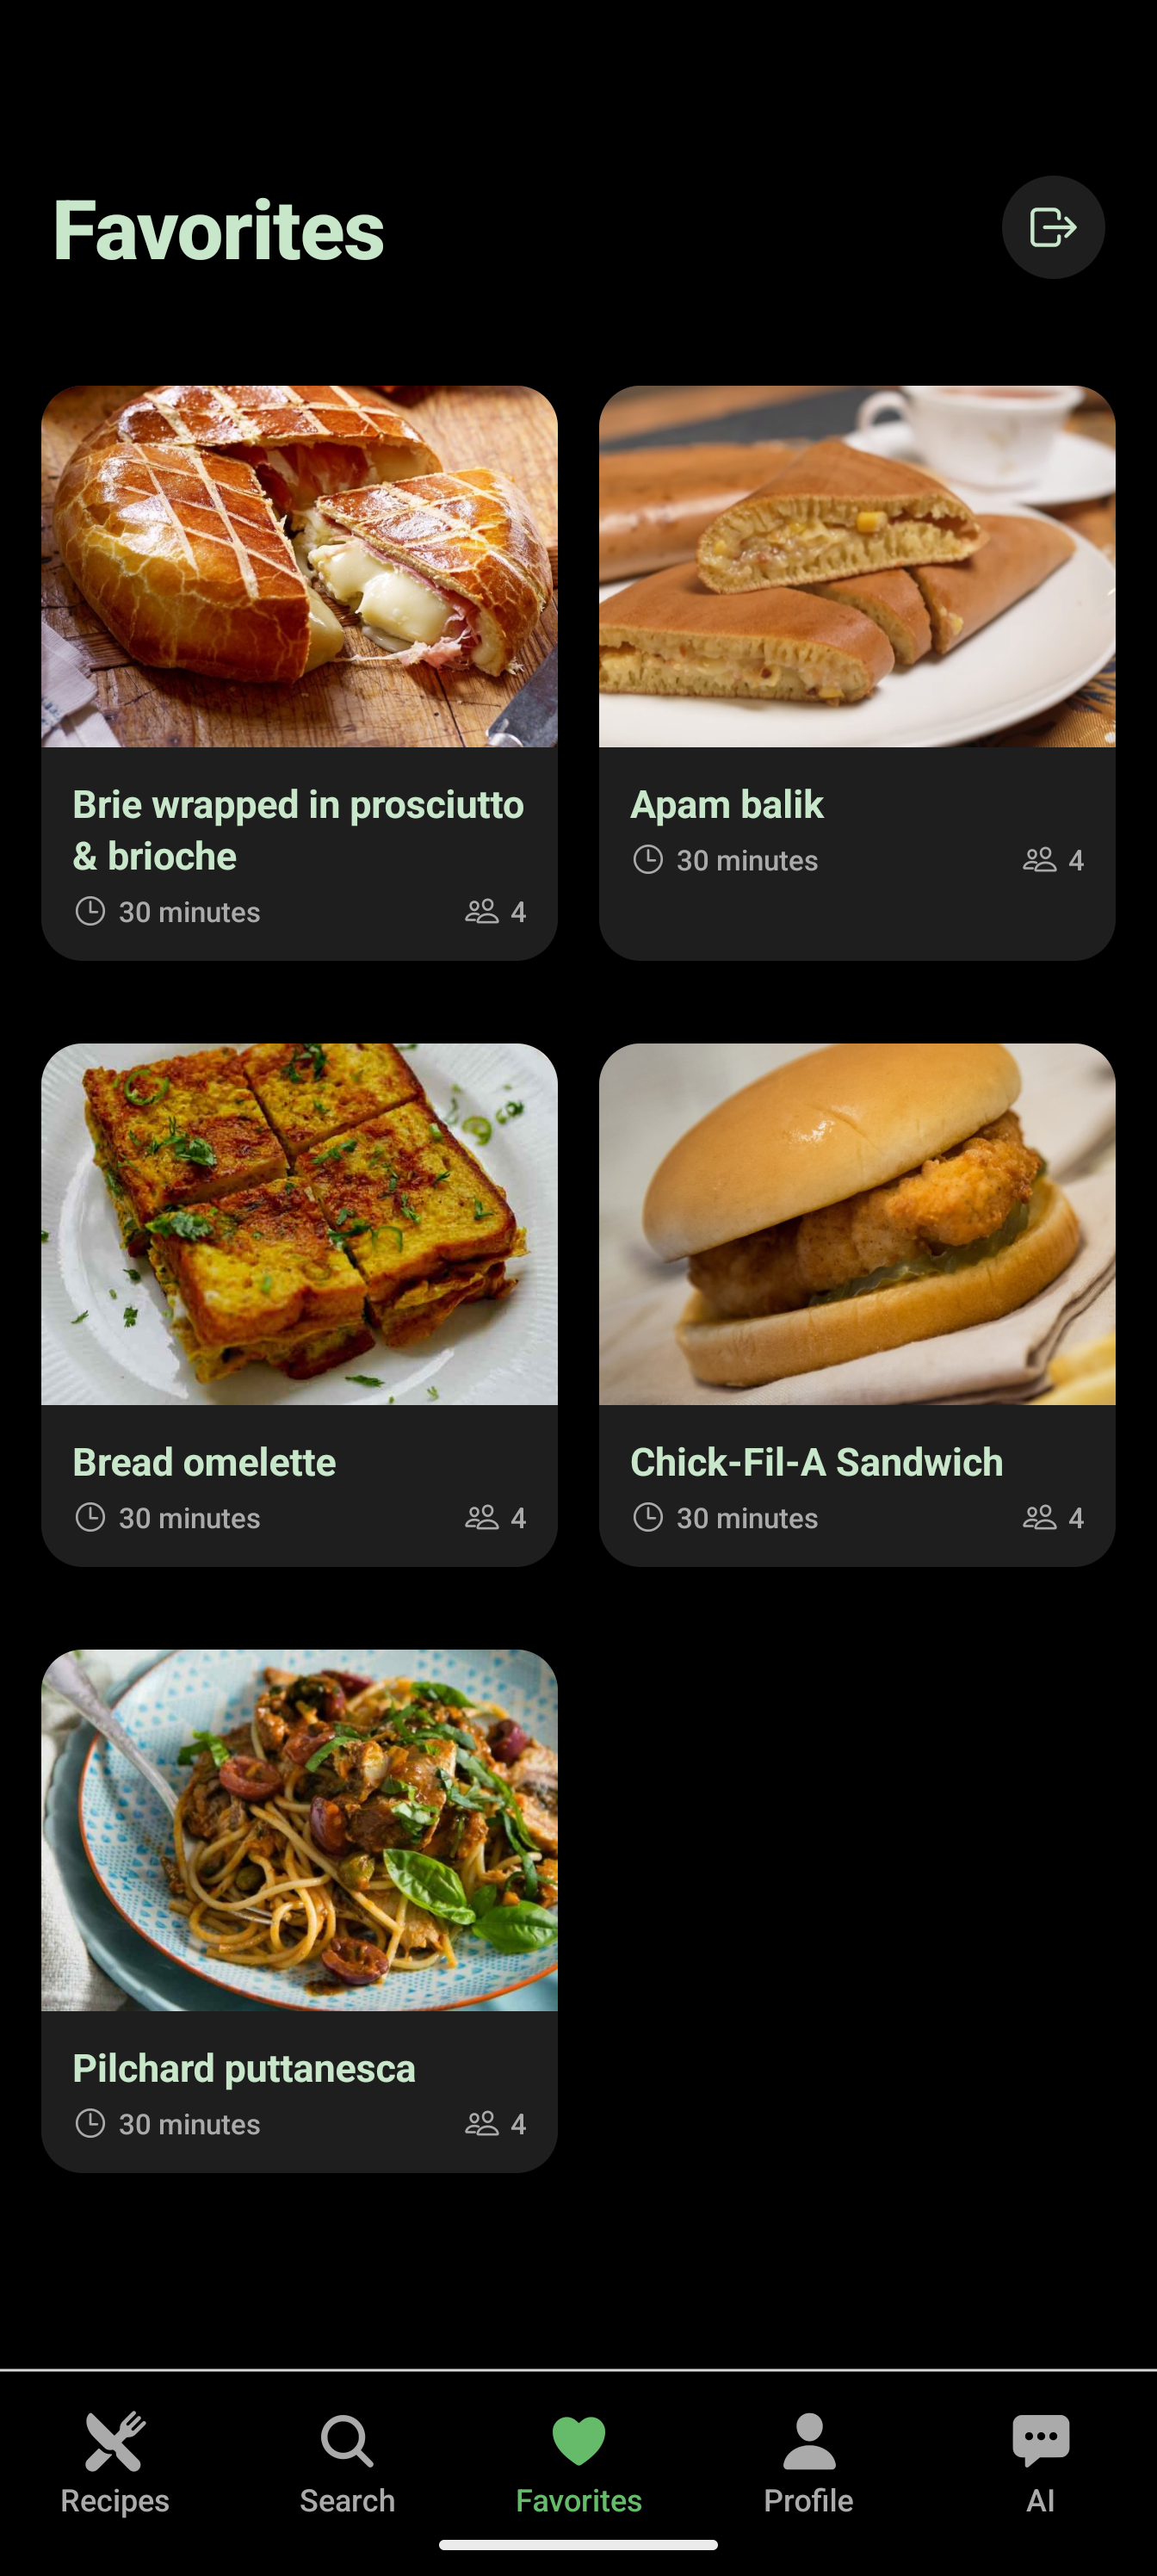 Favorites
Brie wrapped in prosciutto
& brioche
30 minutes 4
Apam balik
30 minutes 4
Bread omelette
30 minutes 4
Chick-Fil-A Sandwich
30 minutes 4
Pilchard puttanesca
30 minutes 4
Recipes Search Favorites Profile AI